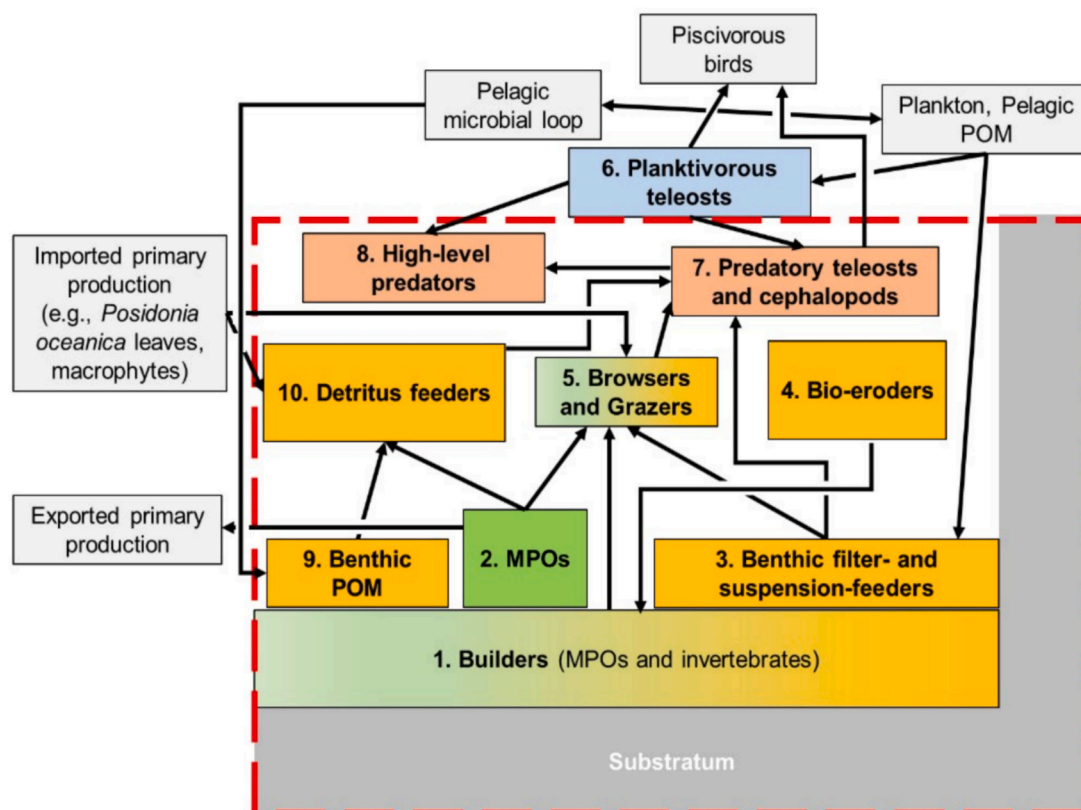 Piscivorous
birds
Pelagic
microbial loop
Plankton, Pelagic
POM
6. Planktivorous
teleosts
Imported primary
production
(e.g., Posidonia
oceanica leaves,
macrophytes)
8. High-level
predators
7. Predatory teleosts
and cephalopods
10. Detritus feeders
5. Browsers
and Grazers
4. Bio-eroders
Exported primary
production
9. Benthic
POM
2. MPOs
3. Benthic filter- and
suspension-feeders
1. Builders (MPOs and invertebrates)
Substratum